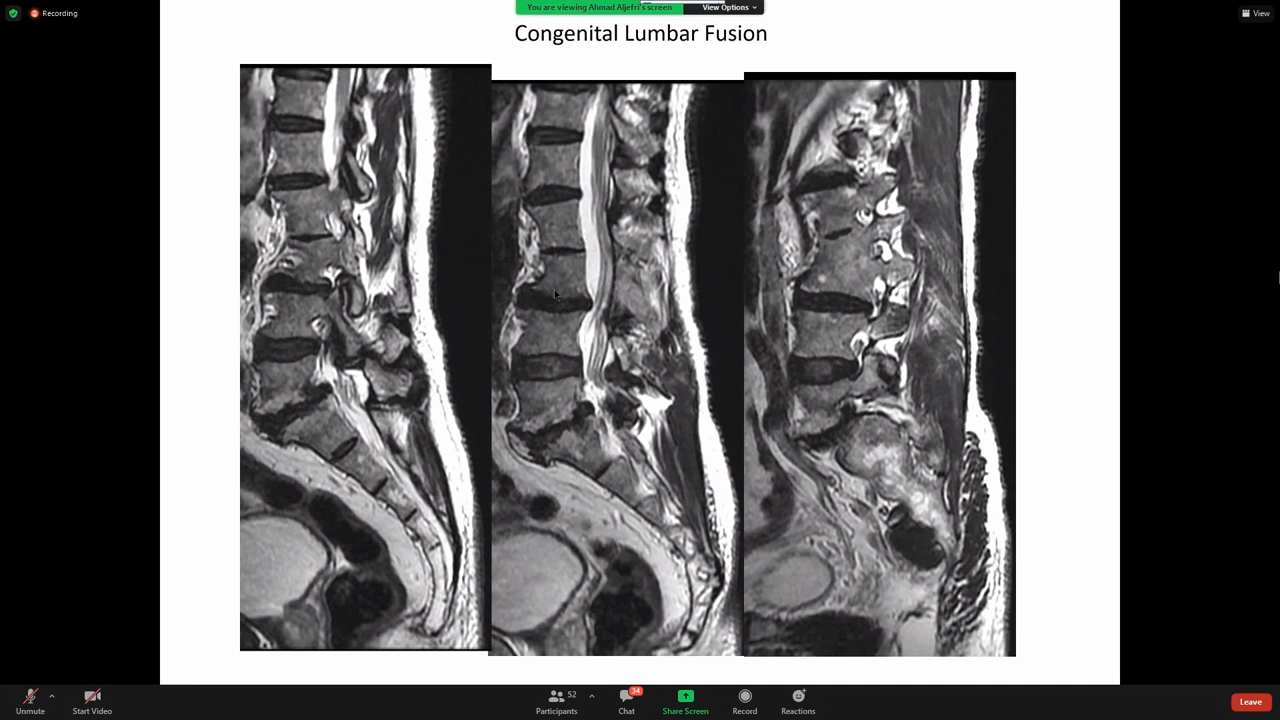 Recording
You are viewing Ahmad Aljefri's screen
View Options
View
Congenital Lumbar Fusion
Unmute
Start Video
52
Participants
34
Chat
Share Screen
Record
Reactions
Leave